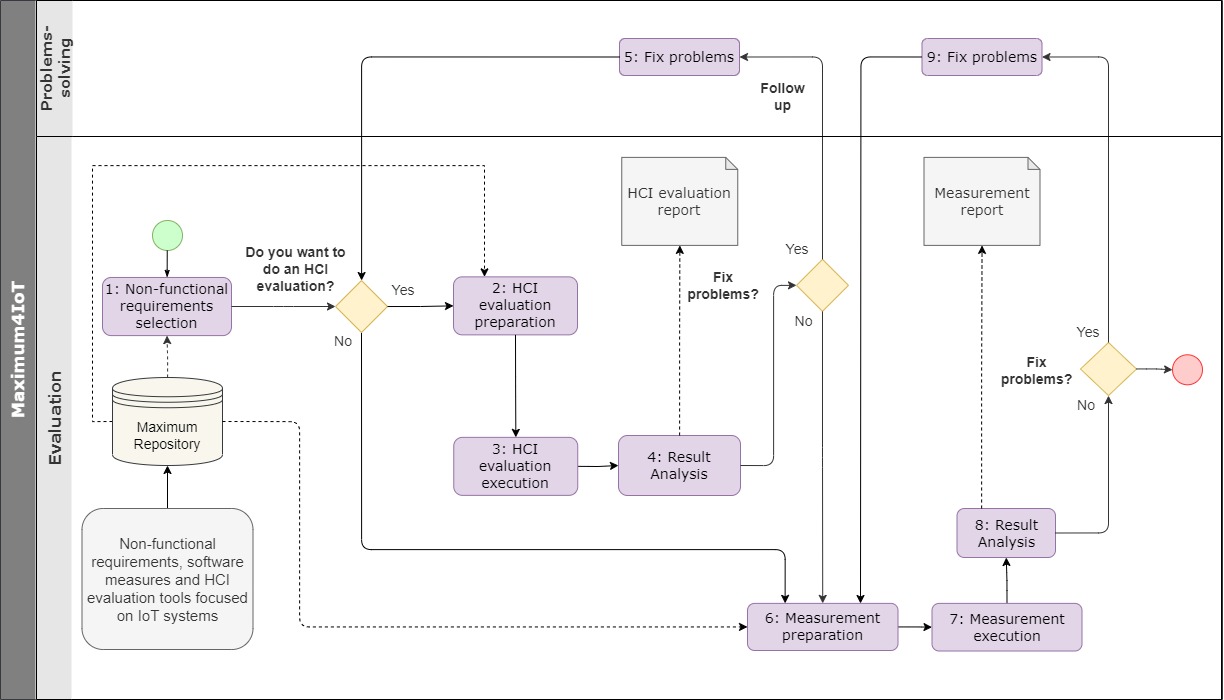 Maximum4IoT
Problems-
solving
Evaluation
5: Fix problems
Follow
up
9: Fix problems
HCI evaluation
report
Measurement
report
Do you want to
do an HCI
evaluation?
1: Non-functional
requirements
selection
Yes
No
2: HCI
evaluation
preparation
Fix
problems?
Yes
No
Maximum
Repository
3: HCI
evaluation
execution
4: Result
Analysis
Fix
problems?
Yes
No
Non-functional
requirements, software
measures and HCI
evaluation tools focused
on IoT systems
8: Result
Analysis
6: Measurement
preparation
7: Measurement
execution